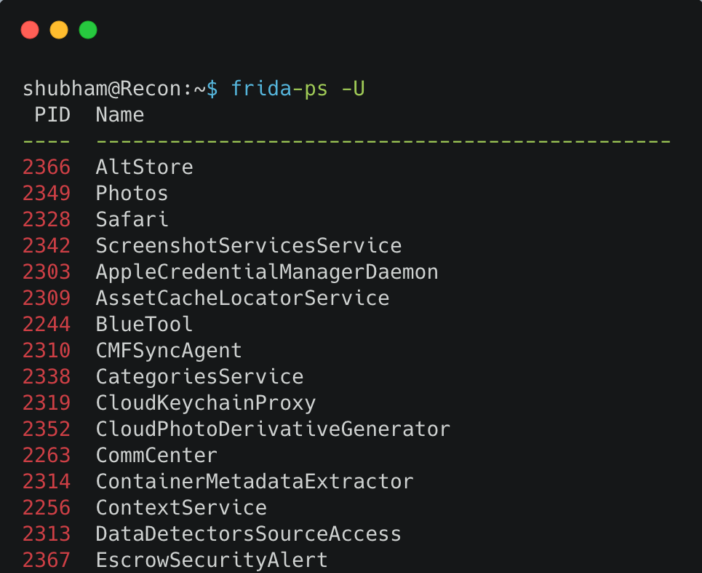 shubham@Recon:~$ frida-ps -U
PID Name
---- -----------------------------------------------
2366 AltStore
2349 Photos
2328 Safari
2342 ScreenshotServicesService
2303 AppleCredentialManagerDaemon
2309 AssetCacheLocatorService
2244 BlueTool
2310 CMFSyncAgent
2338 CategoriesService
2319 CloudKeychainProxy
2352 CloudPhotoDerivativeGenerator
2263 CommCenter
2314 ContainerMetadataExtractor
2256 ContextService
2313 DataDetectorsSourceAccess
2367 EscrowSecurityAlert